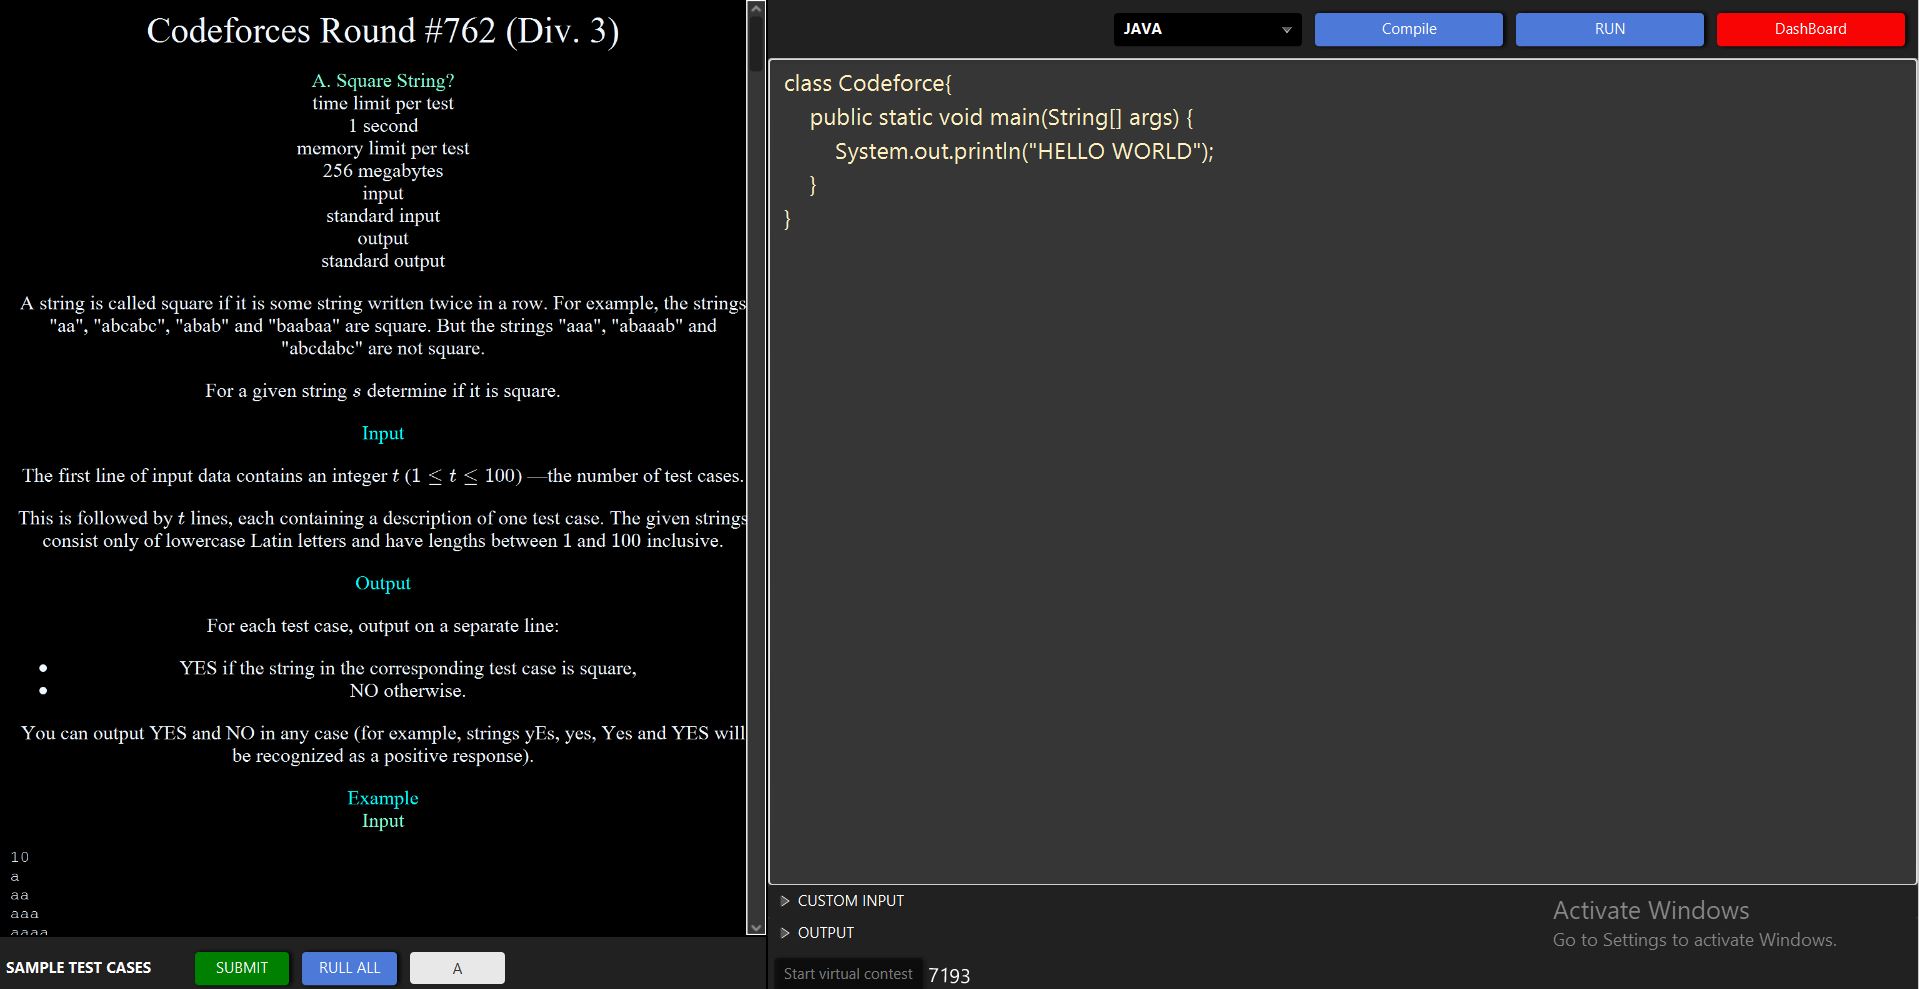 Codeforces Round #762 (Div. 3)
A. Square String?
time limit per test
1 second
memory limit per test
256 megabytes
input
standard input
output
standard output
A string is called square if it is some string written twice in a row. For example, the strings
"aa", "abcabc", "abab" and "baabaa" are square. But the strings "aaa", "abaaab" and
"abcdabc" are not square.
For a given string s determine if it is square.
Input
The first line of input data contains an integer t (1 ≤ t ≤ 100) —the number of test cases.
This is followed by t lines, each containing a description of one test case. The given strings
consist only of lowercase Latin letters and have lengths between 1 and 100 inclusive.
Output
For each test case, output on a separate line:
YES if the string in the corresponding test case is square,
NO otherwise.
You can output YES and NO in any case (for example, strings yEs, yes, Yes and YES will
be recognized as a positive response).
Example
Input
10
a
aa
aaa
aaaa
SAMPLE TEST CASES
SUBMIT
RULL ALL
A
JAVA
Compile
RUN
DashBoard
class Codeforce{
public static void main(String[] args) {
System.out.println("HELLO WORLD");
}
}
CUSTOM INPUT
OUTPUT
Start virtual contest
7193
Activate Windows
Go to Settings to activate Windows.